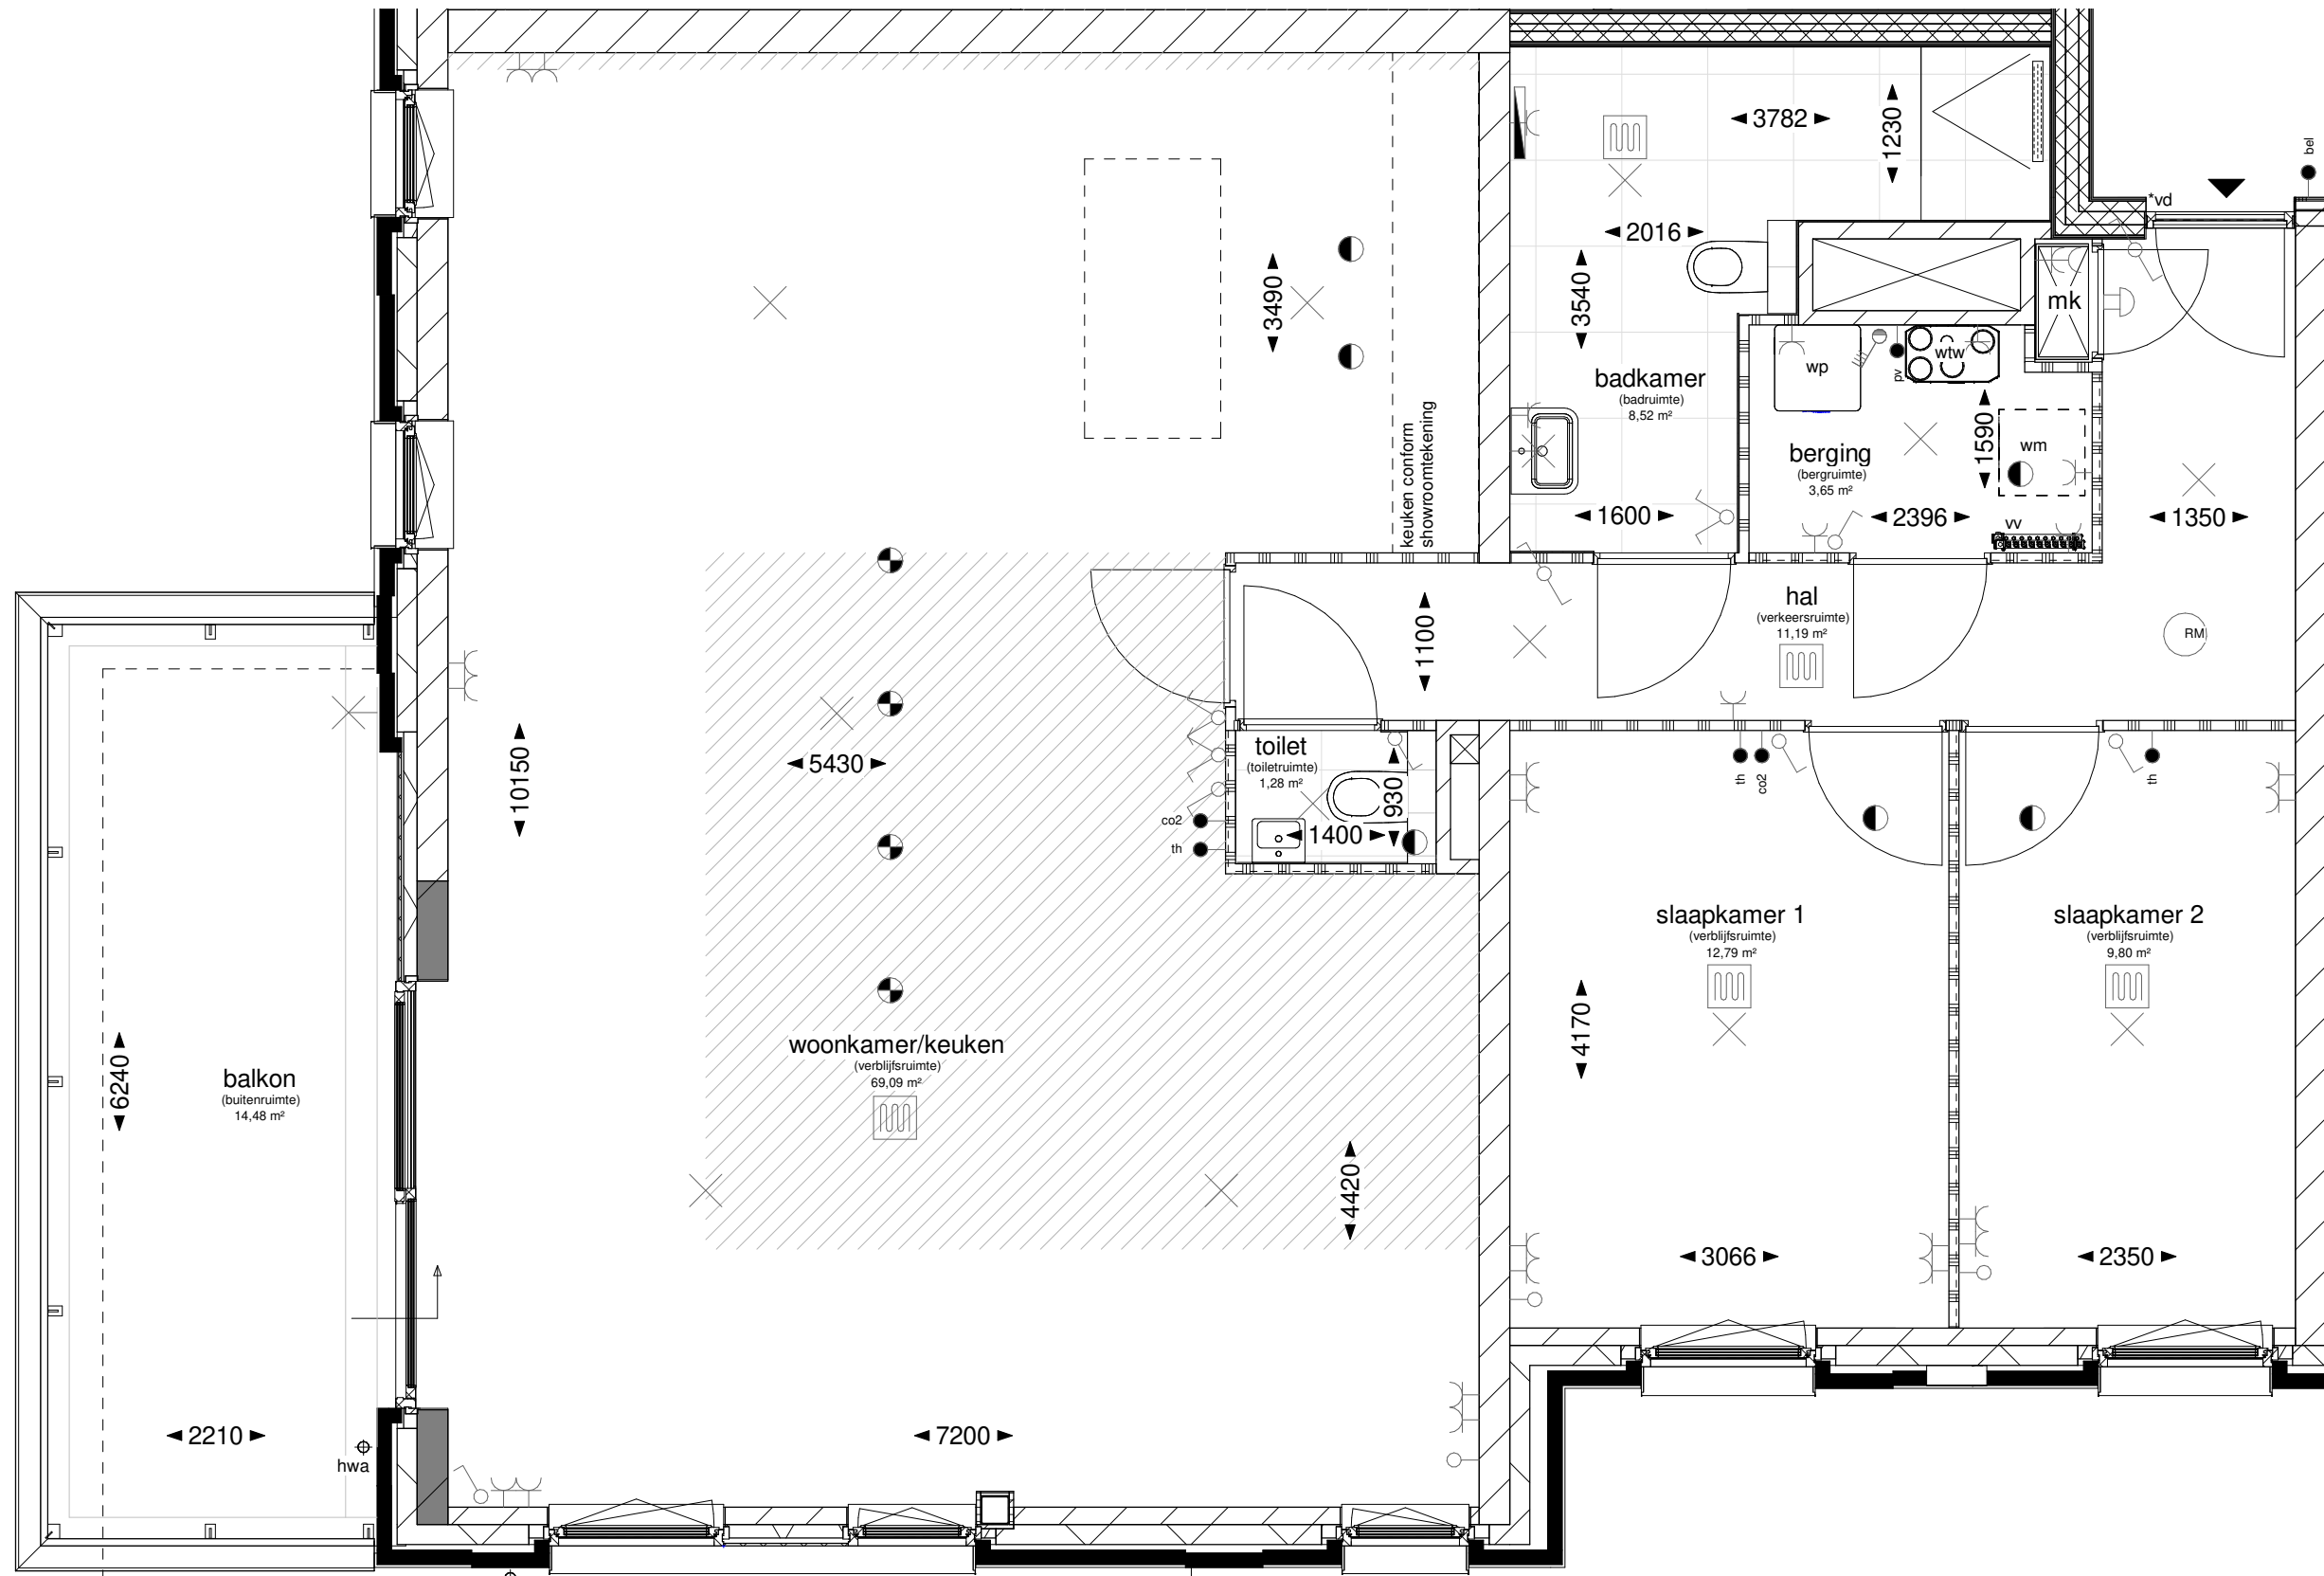 3782
1230
bel
*vd
2016
3490
3540
mk
wp
wtw
pv
badkamer
(badruimte)
8,52 m²
keuken conform
showroomtekening
1590
wm
berging
(bergruimte)
3,65 m²
1600
2396
vv
1350
hal
(verkeersruimte)
11,19 m²
1100
RM
10150
5430
toilet
(toiletruimte)
1,28 m²
930
1400
co2
th
th
co2
th
slaapkamer 1
(verblijfsruimte)
12,79 m²
slaapkamer 2
(verblijfsruimte)
9,80 m²
4170
woonkamer/keuken
(verblijfsruimte)
69,09 m²
6240
balkon
(buitenruimte)
14,48 m²
4420
3066
2350
2210
7200
hwa